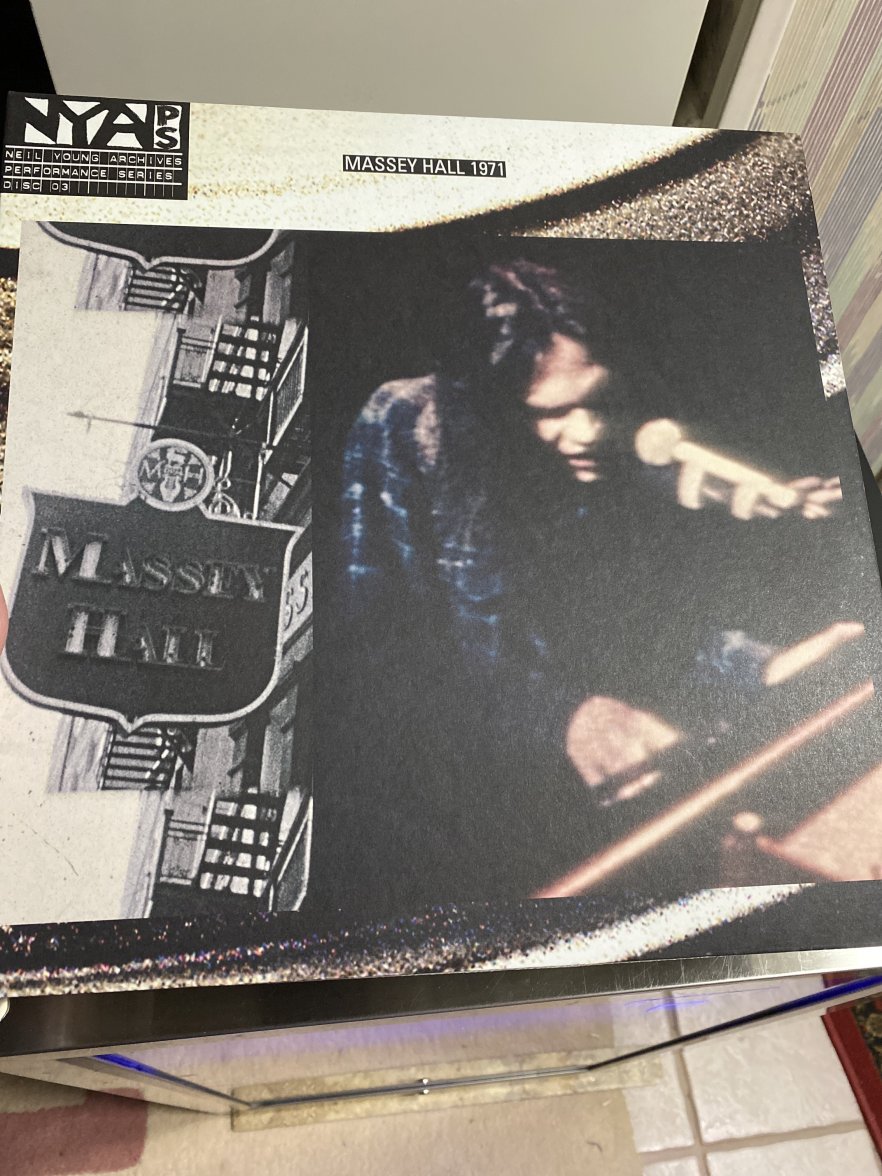 NYA PS
NEIL YOUNG ARCHIVES
PERFORMANCE SERIES
DISC 03
MASSEY HALL 1971
M H
MASSEY
HALL